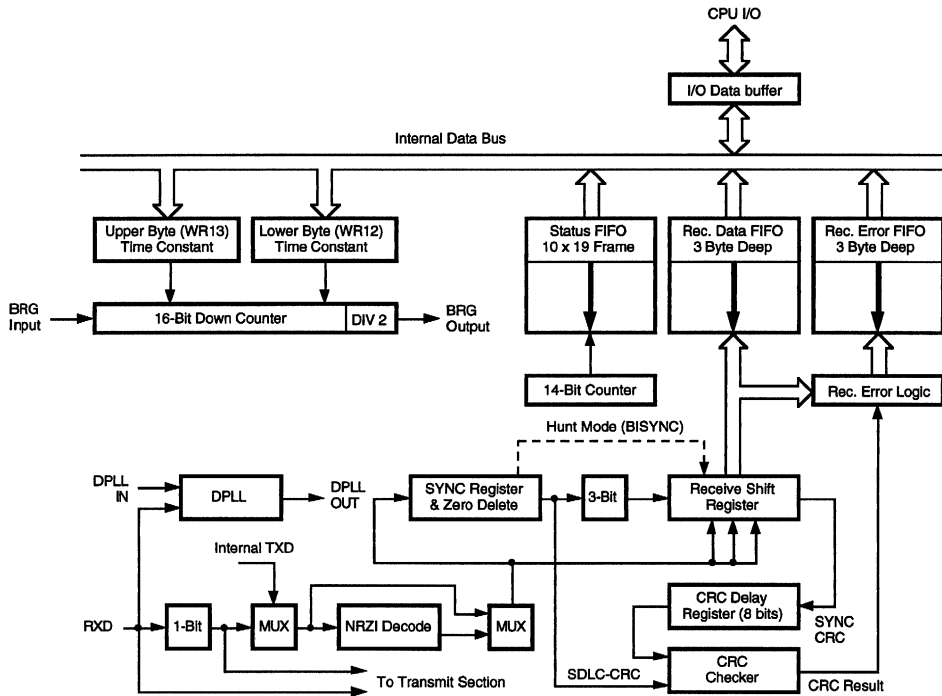 CPU I/O
I/O Data buffer
Internal Data Bus
Upper Byte (WR13)
Time Constant
Lower Byte (WR12)
Time Constant
Status FIFO
10 x 19 Frame
Rec. Data FIFO
3 Byte Deep
Rec. Error FIFO
3 Byte Deep
BRG
Input
16-Bit Down Counter
DIV 2
BRG
Output
14-Bit Counter
Rec. Error Logic
Hunt Mode (BISYNC)
DPLL
IN
DPLL
DPLL
OUT
SYNC Register
& Zero Delete
3-Bit
Receive Shift
Register
Internal TXD
RXD
1-Bit
MUX
NRZI Decode
MUX
CRC Delay
Register (8 bits)
SYNC
CRC
To Transmit Section
SDLC-CRC
CRC
Checker
CRC Result